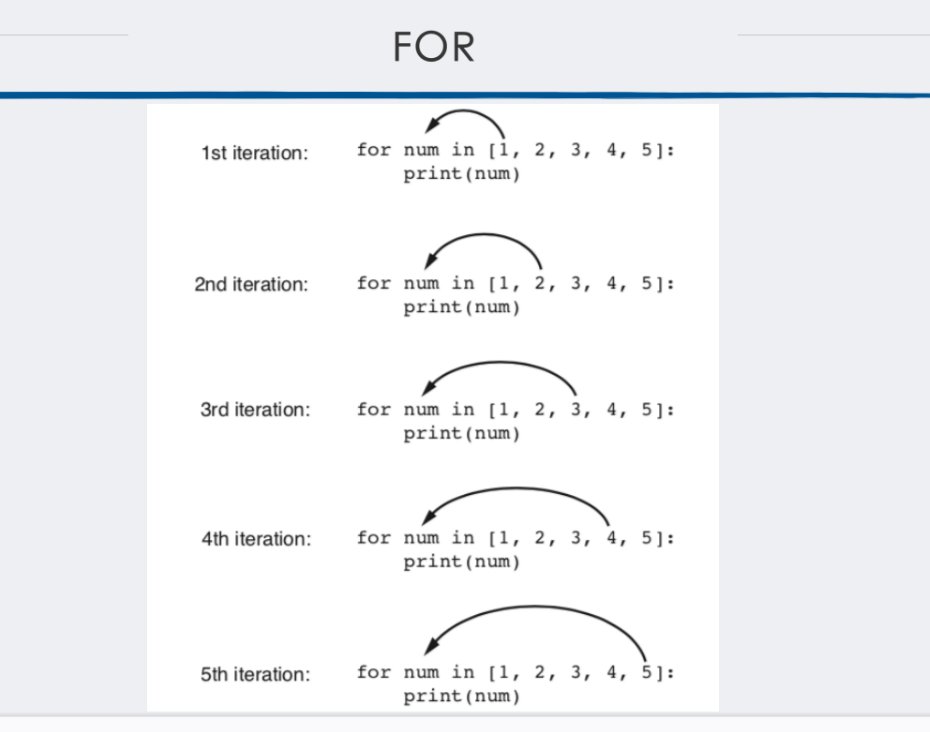 FOR
1st iteration: for num in [1, 2, 3, 4, 5]:
print(num)
2nd iteration: for num in [1, 2, 3, 4, 5]:
print(num)
3rd iteration: for num in [1, 2, 3, 4, 5]:
print(num)
4th iteration: for num in [1, 2, 3, 4, 5]:
print(num)
5th iteration: for num in [1, 2, 3, 4, 5]:
print(num)